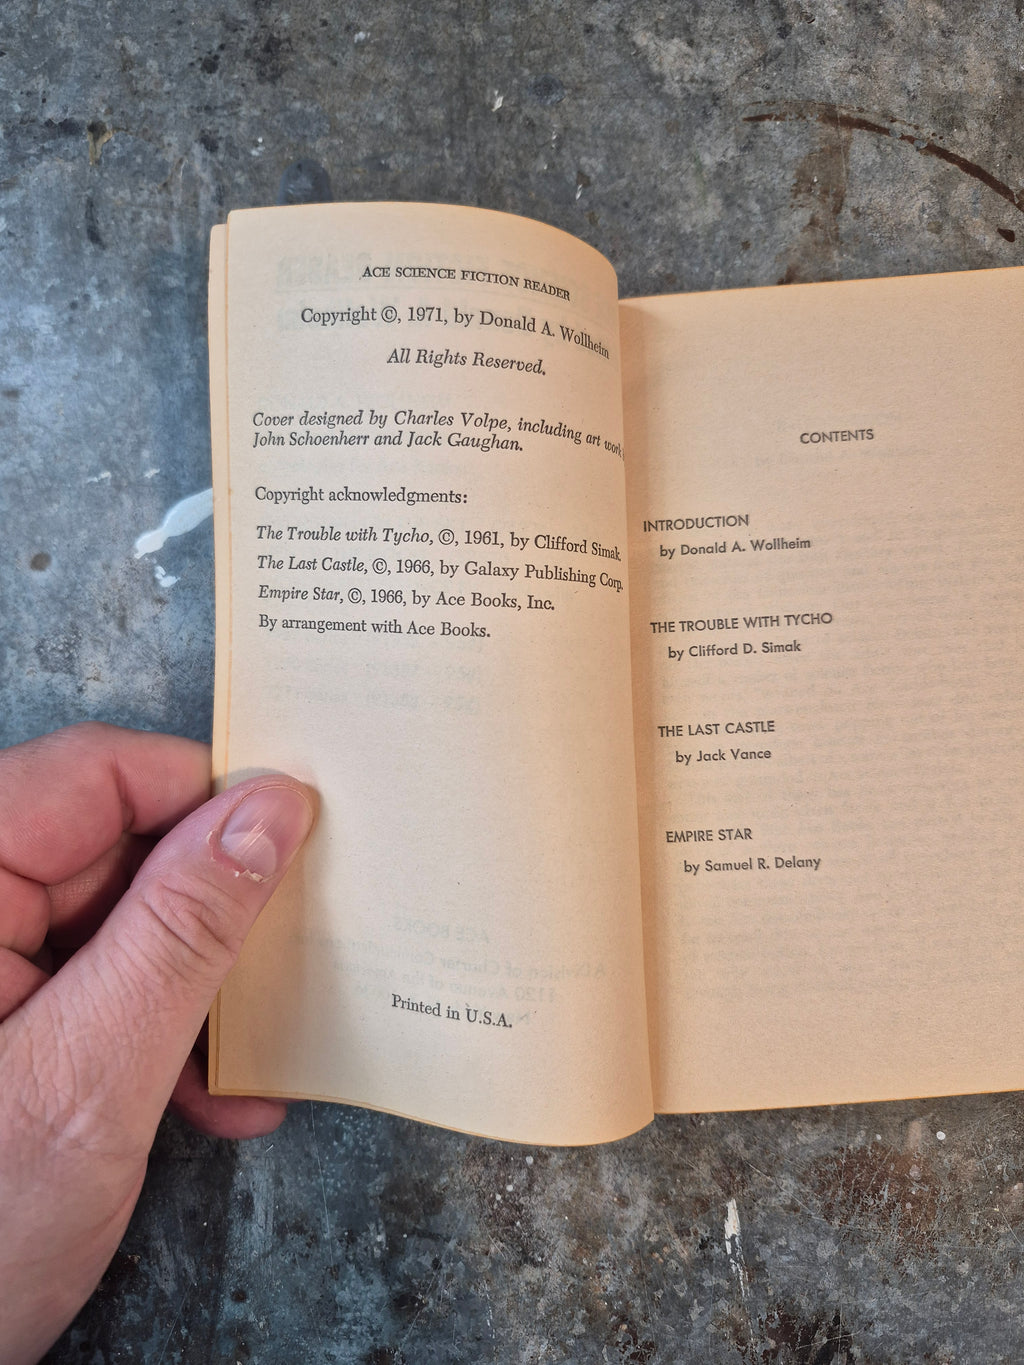 ACE SCIENCE FICTION READER
Copyright ©, 1971, by Donald A. Wollheim
All Rights Reserved.
Cover designed by Charles Volpe, including art work
John Schoenherr and Jack Gaughan.
Copyright acknowledgments:
The Trouble with Tycho, ©, 1961, by Clifford Simak
The Last Castle, ©, 1966, by Galaxy Publishing Corp.
Empire Star, ©, 1966, by Ace Books, Inc.
By arrangement with Ace Books.
Printed in U.S.A.
CONTENTS
INTRODUCTION
by Donald A. Wollheim
THE TROUBLE WITH TYCHO
by Clifford D. Simak
THE LAST CASTLE
by Jack Vance
EMPIRE STAR
by Samuel R. Delany